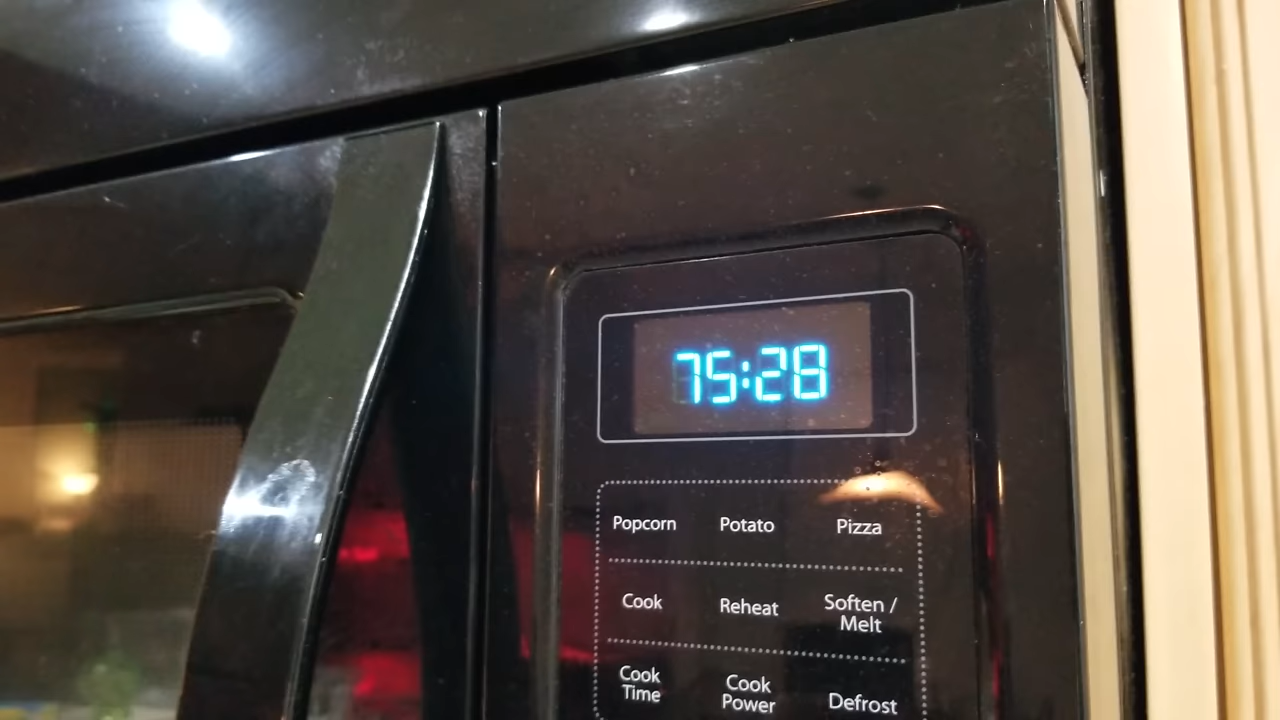 75:28
Popcorn Potato Pizza
Cook Reheat Soften /
Melt
Cook Time Cook Power Defrost